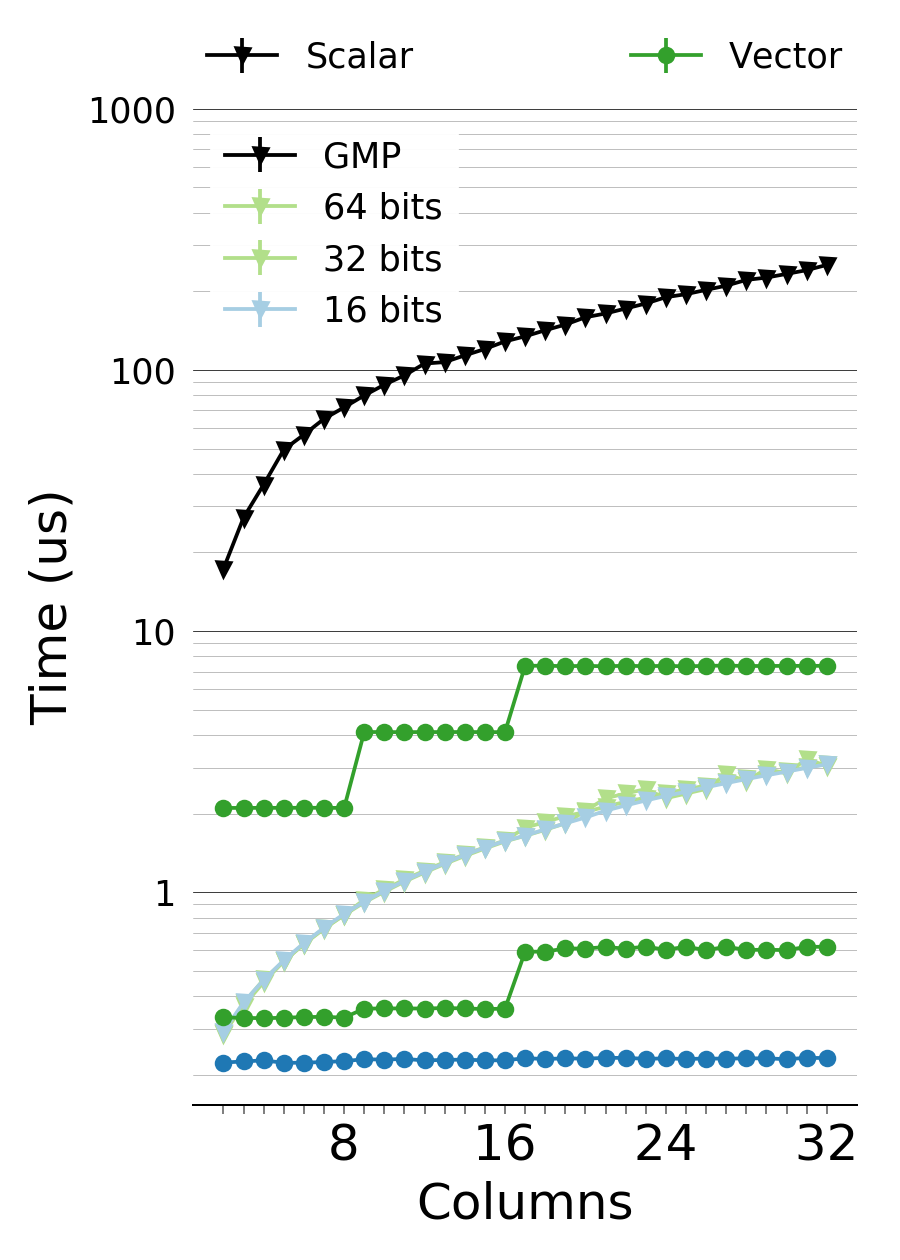 Scalar Vector
1000
GMP
64 bits
32 bits
16 bits
100
10
1
Time (us)
8 16 24 32
Columns